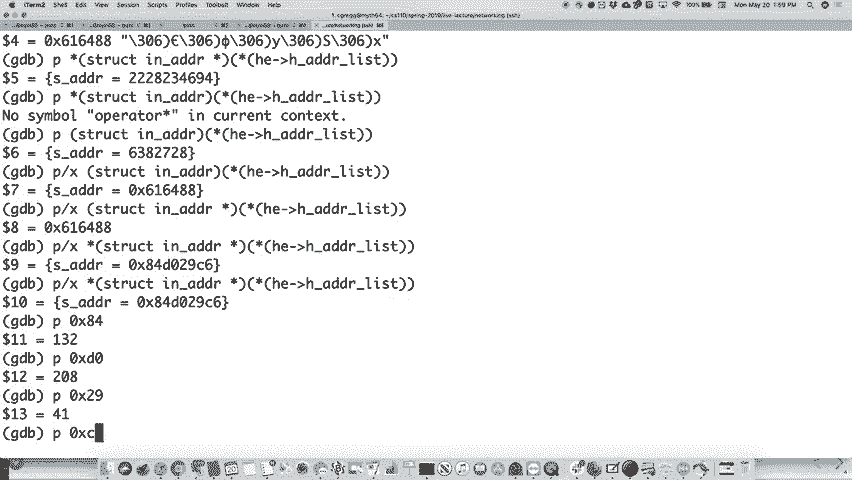 iTerm2 Shell Edit View Session Scripts Profiles Toolbelt Window Help
100% Mon May 20 1:59 PM
$4 = 0x616488 "\306)€\306)ф\306)y\306)S\306)x"
(gdb) p *(struct in_addr *)(*(he->h_addr_list))
$5 = {s_addr = 2228234694}
(gdb) p *(struct in_addr)(*(he->h_addr_list)
No symbol "operator*" in current context.
(gdb) p (struct in_addr)(*(he->h_addr_list)
$6 = {s_addr = 6382728}
(gdb) p/x (struct in_addr)(*(he->h_addr_list)
$7 = {s_addr = 0x616488}
(gdb) p/x (struct in_addr *)(*(he->h_addr_list))
$8 = 0x616488
(gdb) p/x *(struct in_addr *)(*(he->h_addr_list))
$9 = {s_addr = 0x84d029c6}
(gdb) p/x *(struct in_addr *)(*(he->h_addr_list))
$10 = {s_addr = 0x84d029c6}
(gdb) p 0x84
$11 = 132
(gdb) p 0xd0
$12 = 208
(gdb) p 0x29
$13 = 41
(gdb) p 0xc